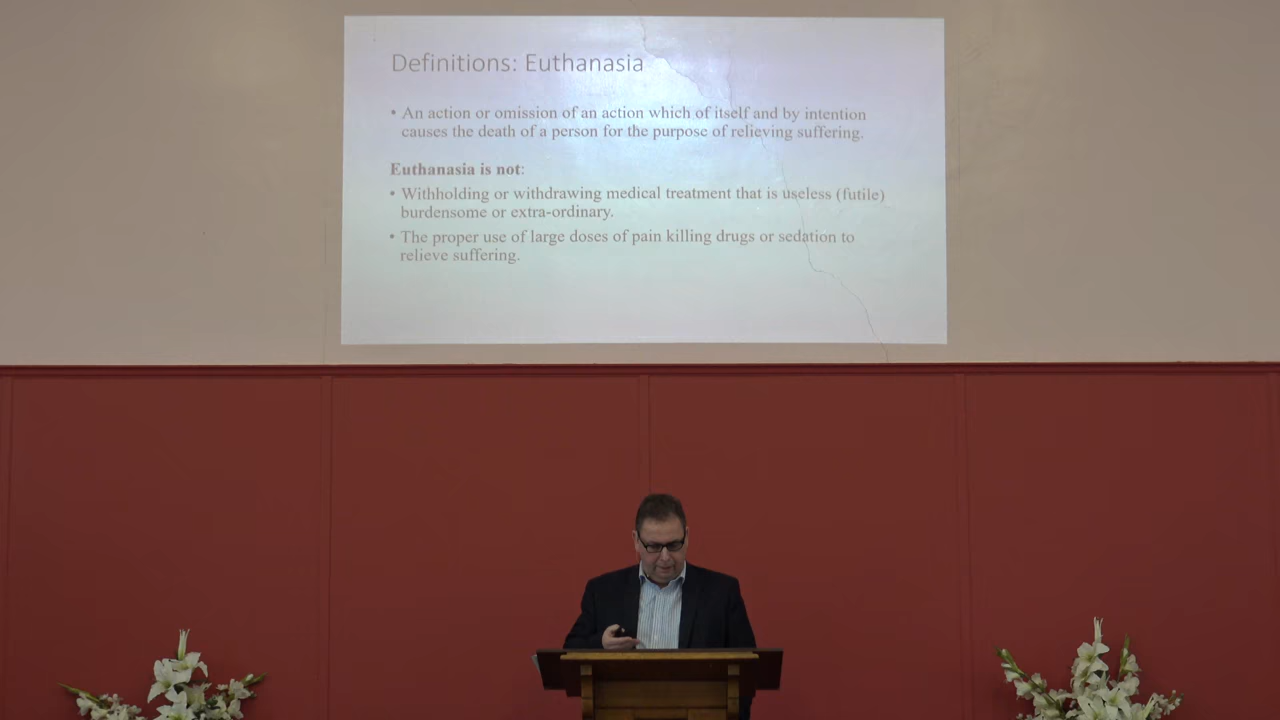 Definitions: Euthanasia
• An action or omission of an action which of itself and by intention
causes the death of a person for the purpose of relieving suffering.
Euthanasia is not:
• Withholding or withdrawing medical treatment that is useless (futile)
burdensome or extra-ordinary.
• The proper use of large doses of pain killing drugs or sedation to
relieve suffering.